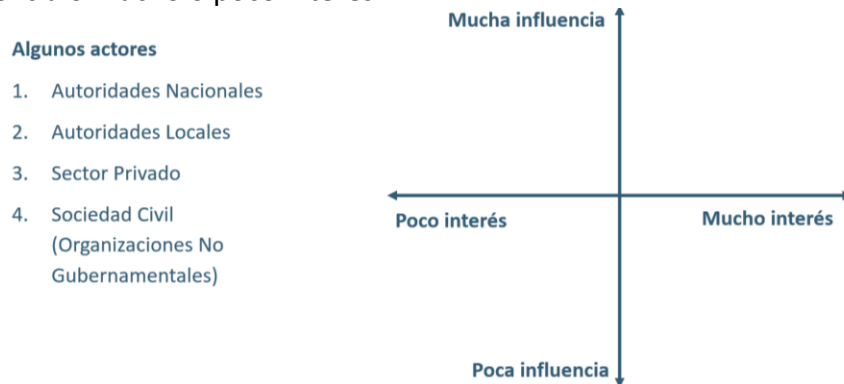 Mucha influencia
Algunos actores
1. Autoridades Nacionales
2. Autoridades Locales
3. Sector Privado
4. Sociedad Civil
(Organizaciones No
Gubernamentales)
Poco interés
Mucho interés
Poca influencia